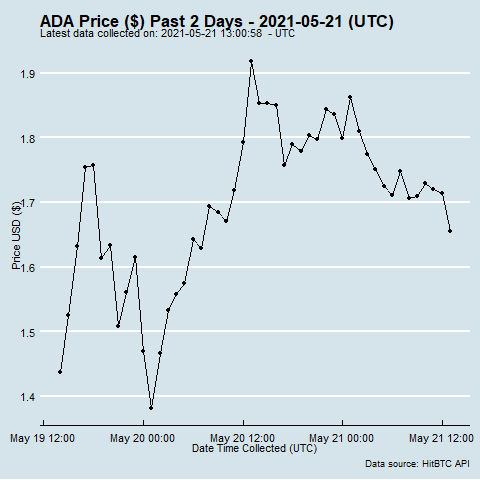 ADA Price ($) Past 2 Days - 2021-05-21 (UTC)
Latest data collected on: 2021-05-21 13:00:58 - UTC
1.9
1.8
1.7
1.6
1.5
1.4
Price USD ($)
May 19 12:00 May 20 00:00 May 20 12:00 May 21 00:00 May 21 12:00
Date Time Collected (UTC)
Data source: HitBTC API